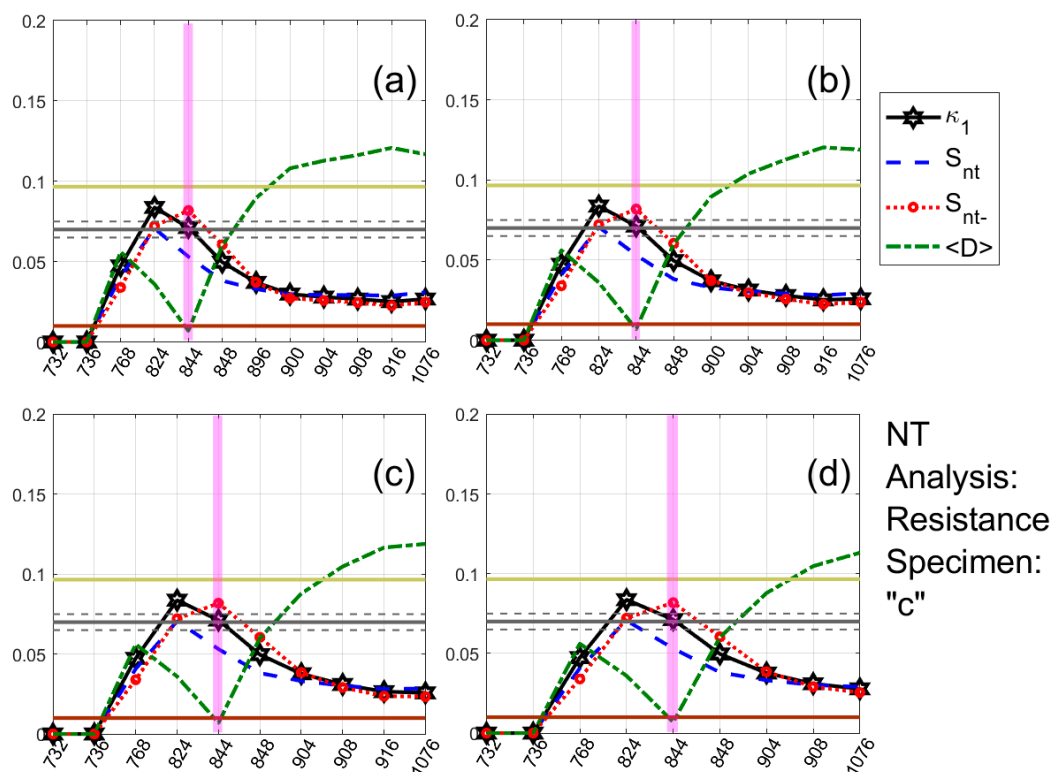 0.2
0.15
0.1
0.05
0
(a)
732 736 768 824 844 848 896 900 904 908 916 1076
0.2
0.15
0.1
0.05
0
(b)
732 736 768 824 844 848 900 904 908 916 1076
κ1
Snt
Snt-
<D>
0.2
0.15
0.1
0.05
0
(c)
732 736 768 824 844 848 904 908 916 1076
0.2
0.15
0.1
0.05
0
(d)
732 736 768 824 844 848 904 908 1076
NT
Analysis:
Resistance
Specimen:
"c"